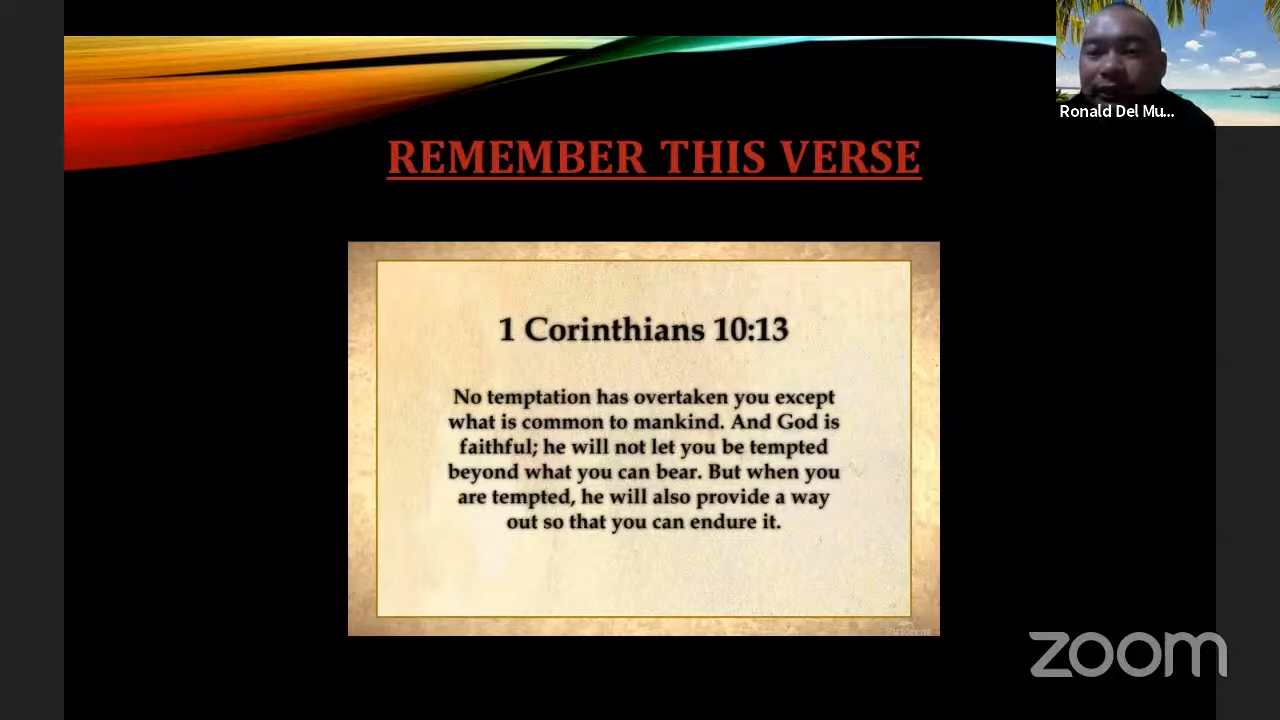 Ronald Del Mu...
REMEMBER THIS VERSE
1 Corinthians 10:13
No temptation has overtaken you except
what is common to mankind. And God is
faithful; he will not let you be tempted
beyond what you can bear. But when you
are tempted, he will also provide a way
out so that you can endure it.
zoom